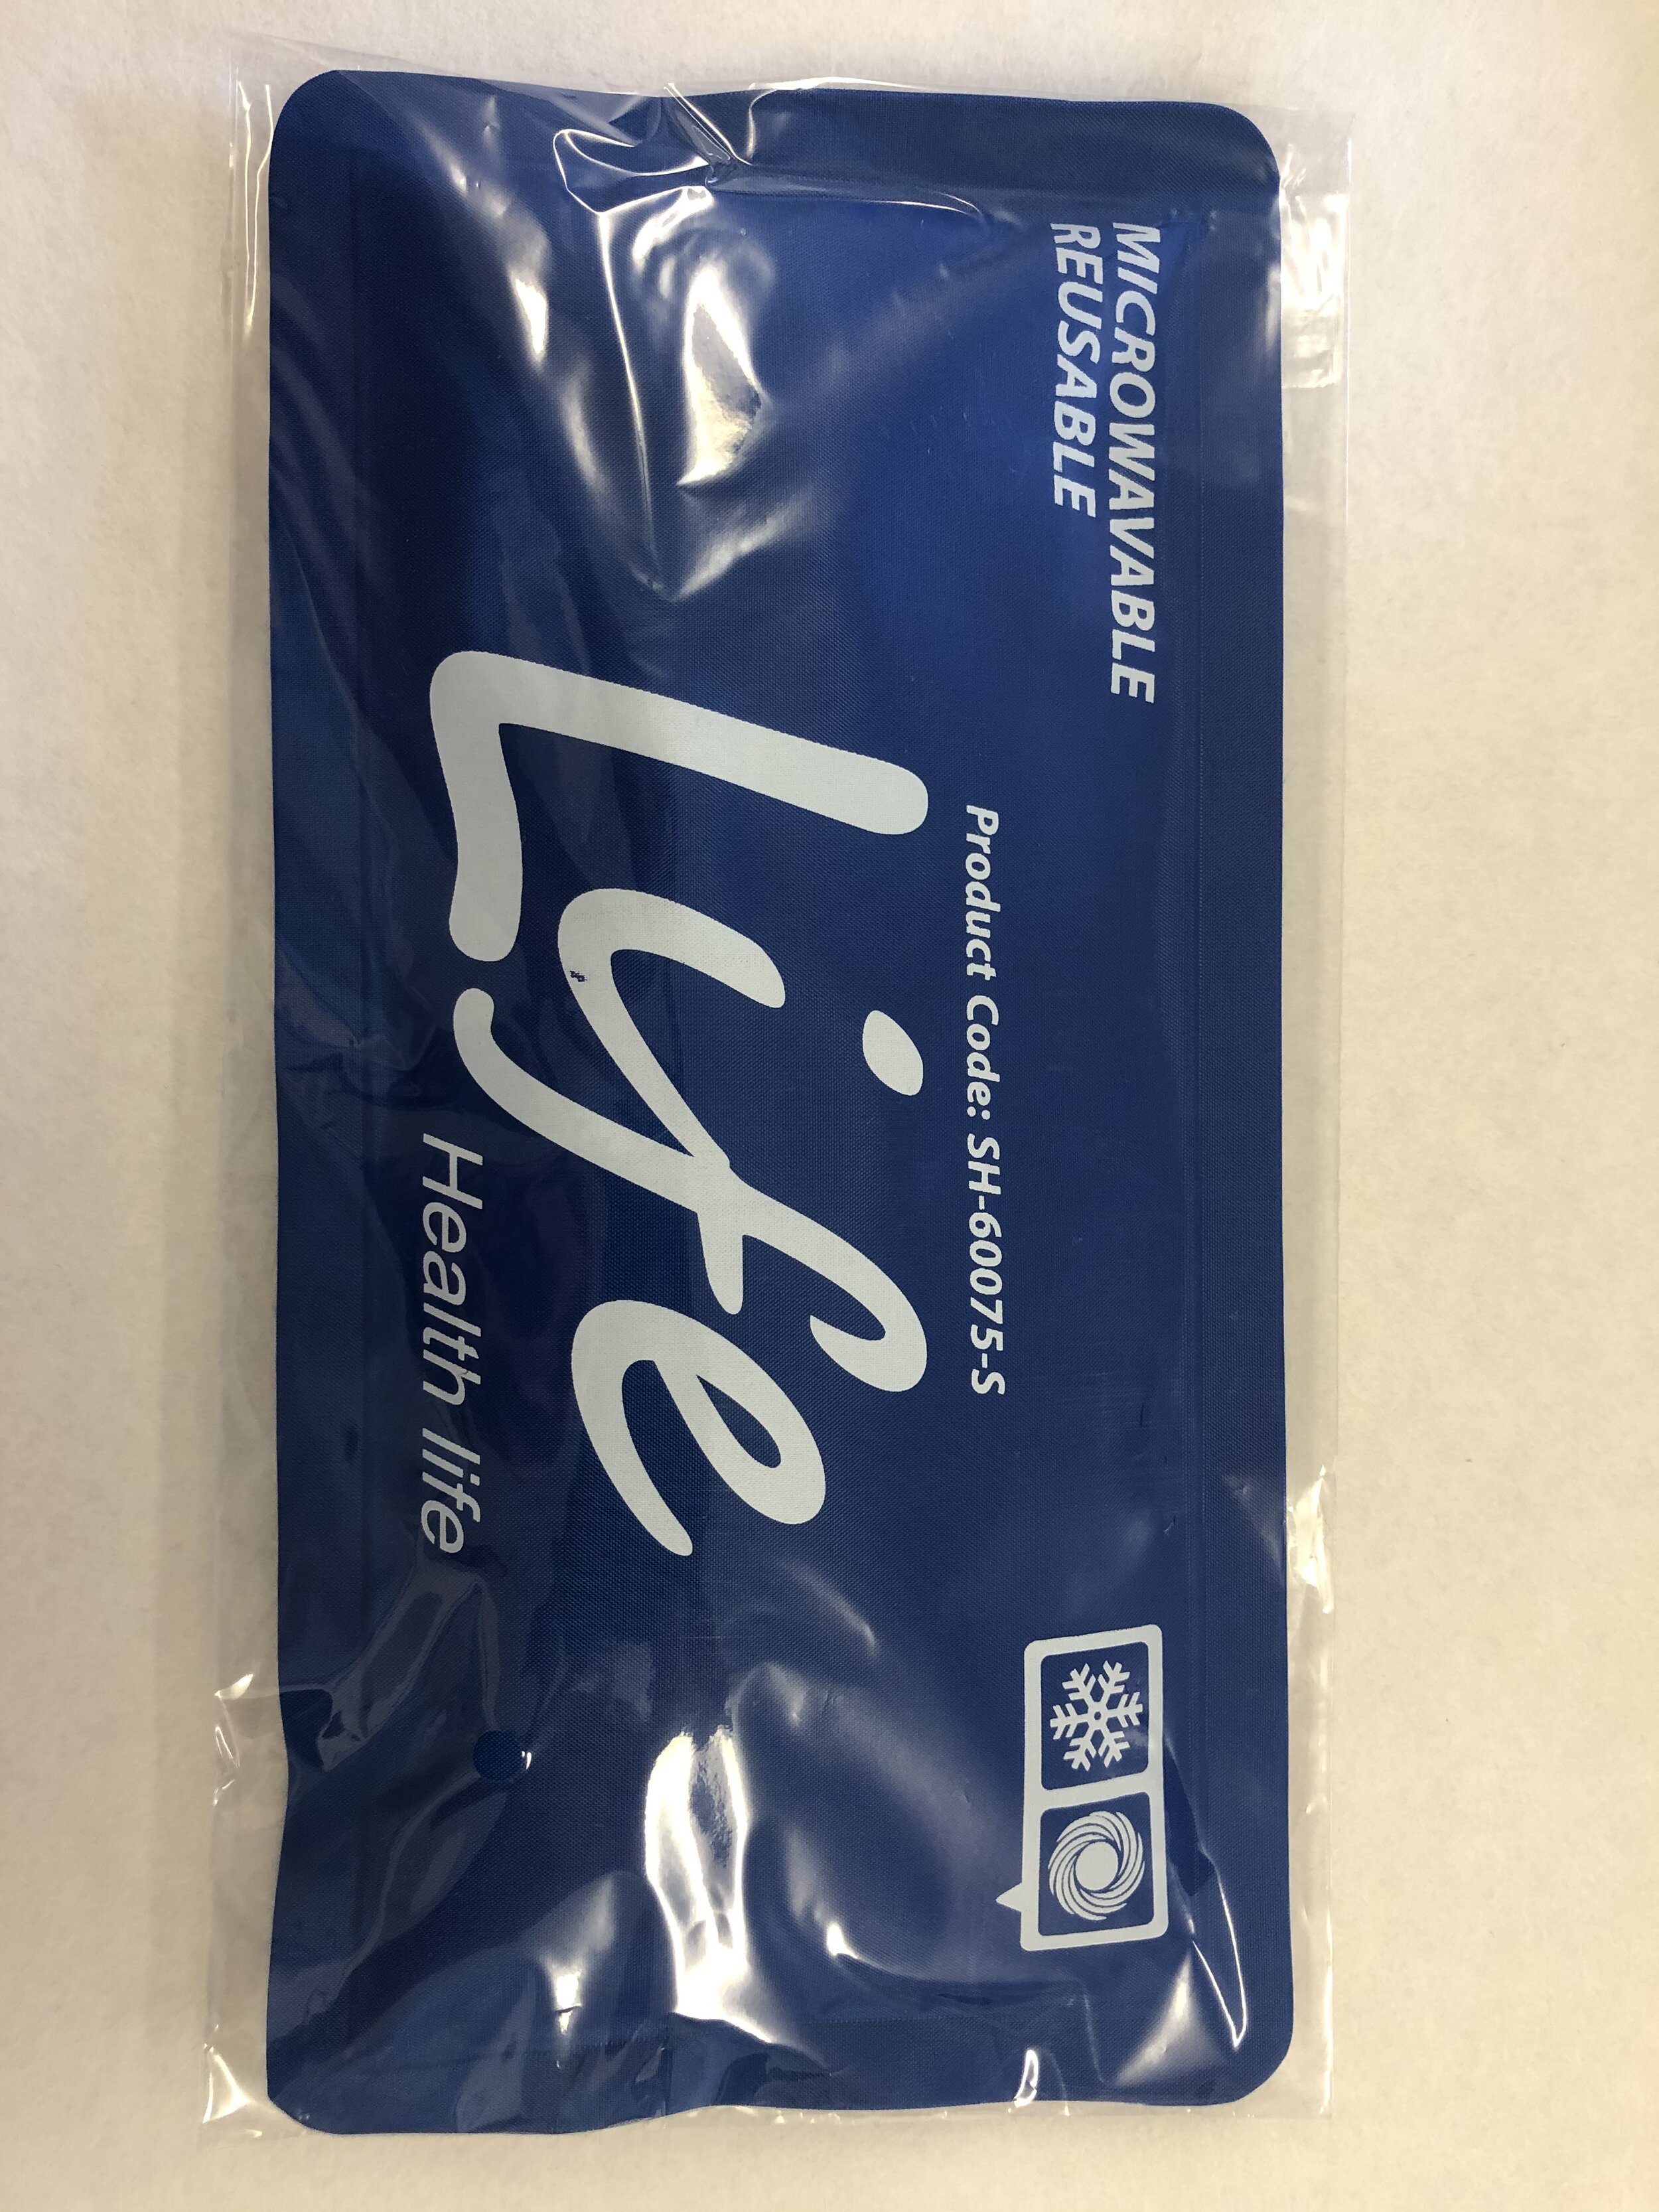 MICROWAVABLE
REUSABLE
Product Code: SH-60075-S
Life
Health life